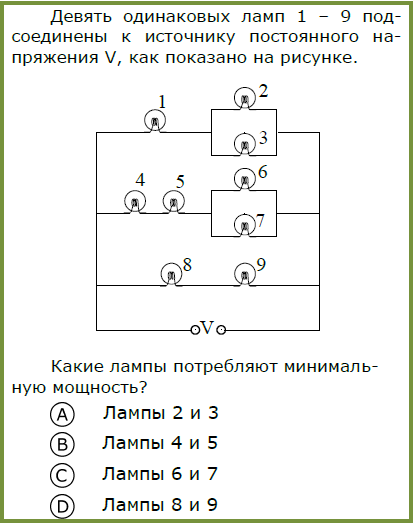 Девять одинаковых ламп 1 – 9 под-
соединены к источнику постоянного на-
пряжения V, как показано на рисунке.
1
2
3
4
5
6
7
8
9
V
Какие лампы потребляют минималь-
ную мощность?
A Лампы 2 и 3
B Лампы 4 и 5
C Лампы 6 и 7
D Лампы 8 и 9